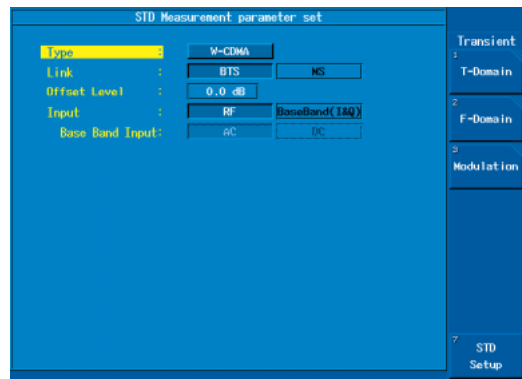 STD Measurement parameter set
Type : W-CDMA
Link : BTS MS
Offset Level : 0.0 dB
Input : RF BaseBand(I&Q)
Base Band Input: AC DC
Transient
1
T-Domain
2
F-Domain
3
Modulation
7
STD
Setup